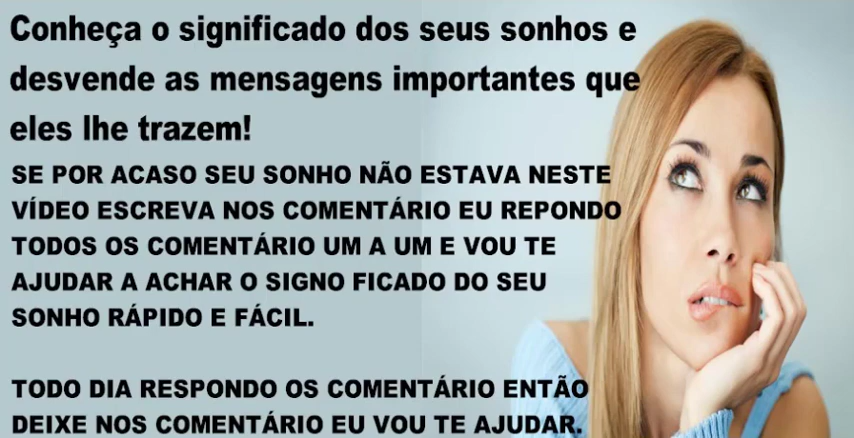 Conheça o significado dos seus sonhos e
desvende as mensagens importantes que
eles lhe trazem!
SE POR ACASO SEU SONHO NÃO ESTAVA NESTE
VÍDEO ESCREVA NOS COMENTÁRIO EU REPONDO
TODOS OS COMENTÁRIO UM A UM E VOU TE
AJUDAR A ACHAR O SIGNO FICADO DO SEU
SONHO RÁPIDO E FÁCIL.
TODO DIA RESPONDO OS COMENTÁRIO ENTÃO
DEIXE NOS COMENTÁRIO EU VOU TE AJUDAR.